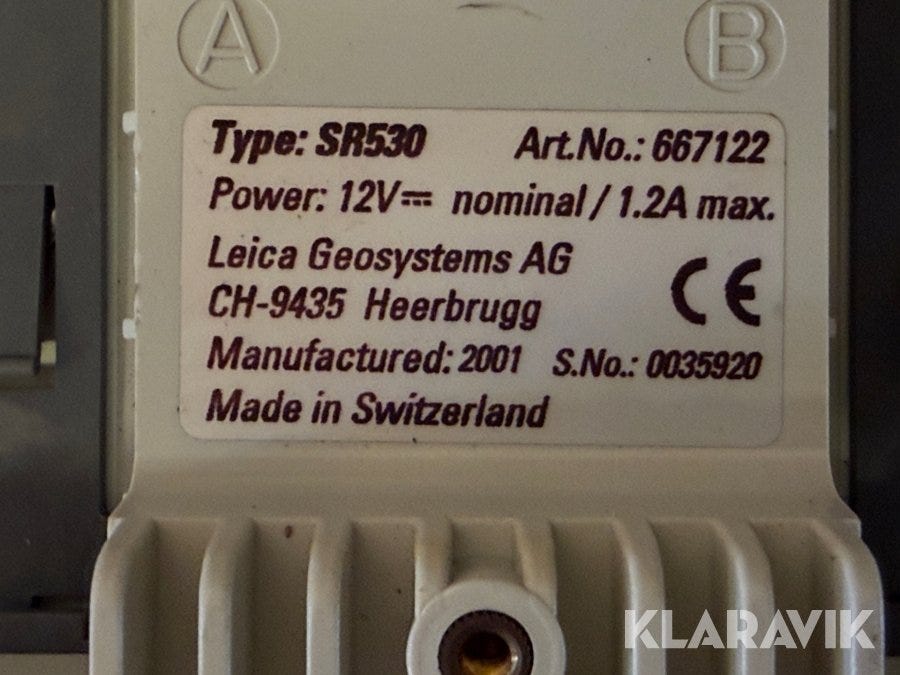 A B
Type: SR530 Art.No.: 667122
Power: 12V⎓ nominal / 1.2A max.
Leica Geosystems AG
CH-9435 Heerbrugg CE
Manufactured: 2001 S.No.: 0035920
Made in Switzerland
KLARAVIK